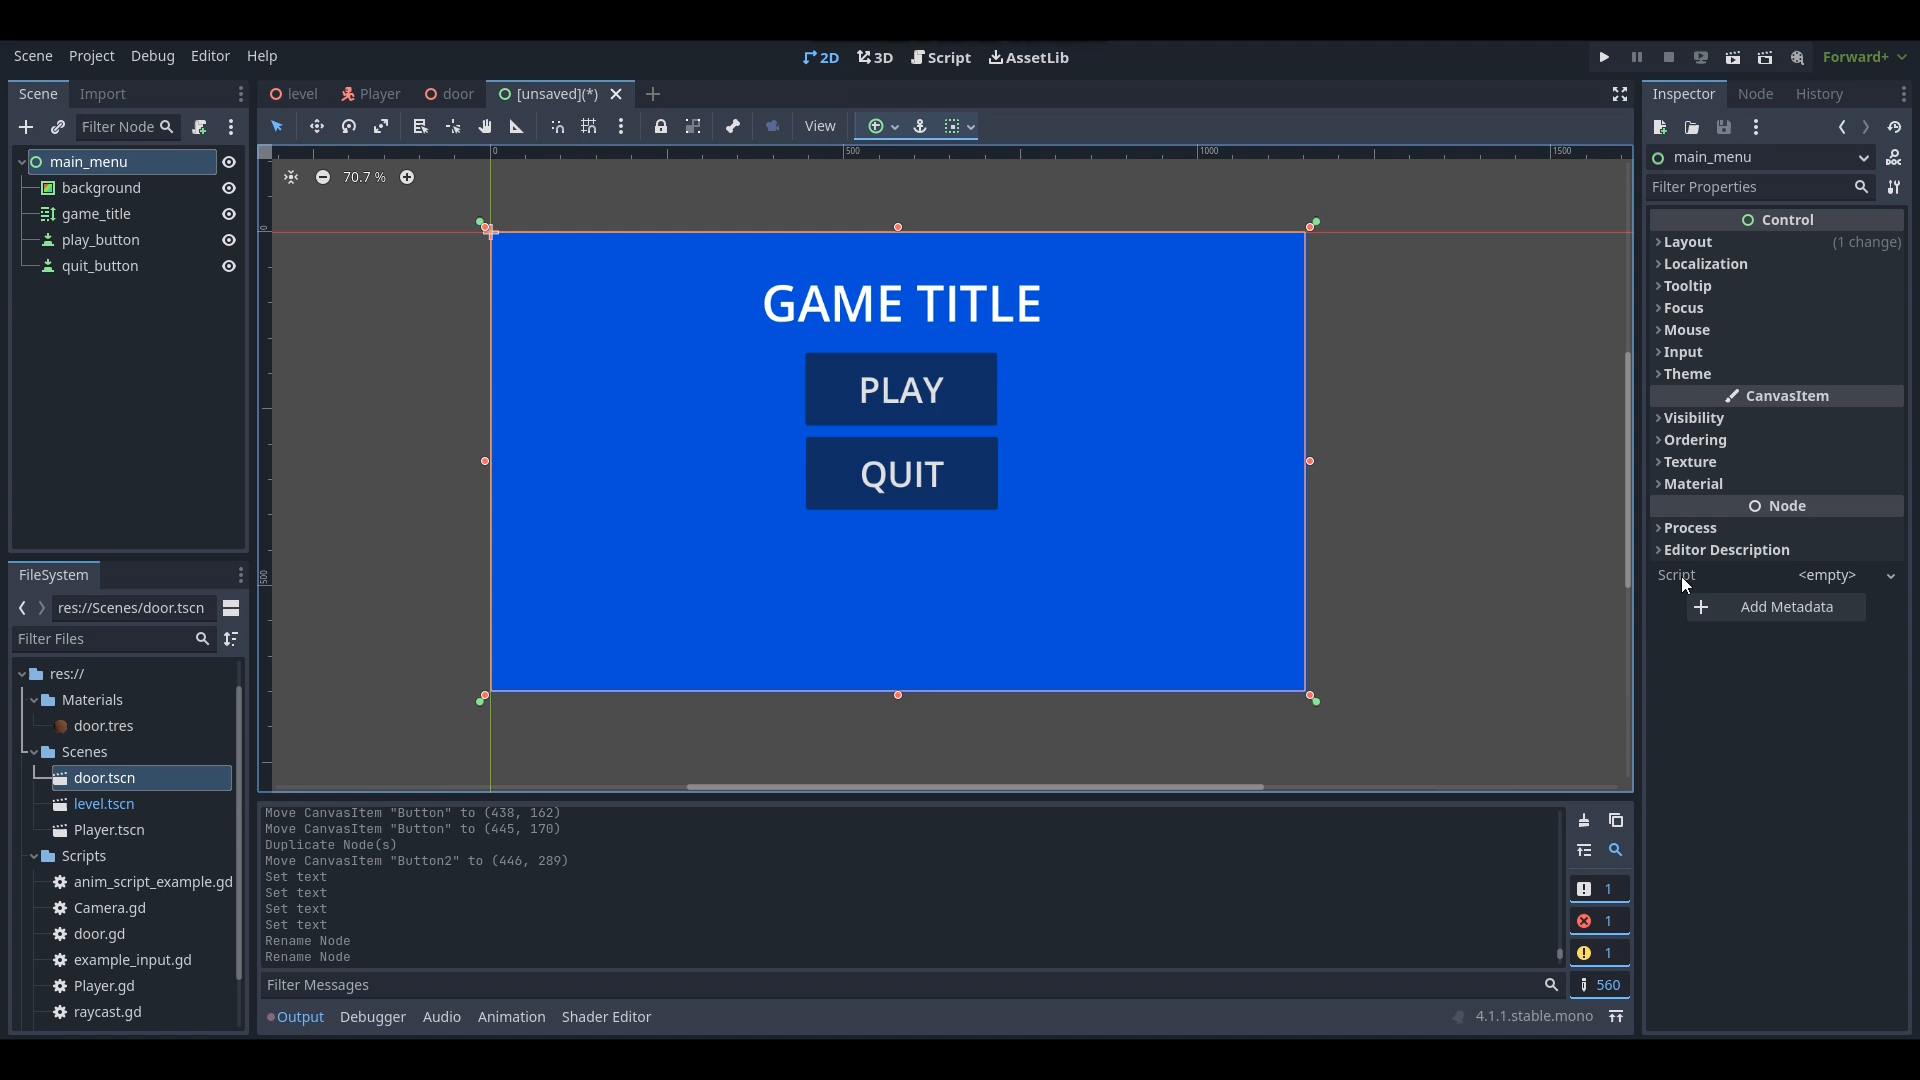 Scene Project Debug Editor Help
2D 3D Script AssetLib
Forward+
Scene Import
Filter Node
main_menu
background
game_title
play_button
quit_button
FileSystem
res://Scenes/door.tscn
Filter Files
res://
Materials
door.tres
Scenes
door.tscn
level.tscn
Player.tscn
Scripts
anim_script_example.gd
Camera.gd
door.gd
example_input.gd
Player.gd
raycast.gd
level Player door [unsaved](*)
View
0 500 1000 1500
70.7 %
0
500
GAME TITLE
PLAY
QUIT
Move CanvasItem "Button" to (438, 162)
Move CanvasItem "Button" to (445, 170)
Duplicate Node(s)
Move CanvasItem "Button2" to (446, 289)
Set text
Set text
Set text
Set text
Rename Node
Rename Node
1
1
1
560
Filter Messages
Output Debugger Audio Animation Shader Editor
4.1.1.stable.mono
Inspector Node History
main_menu
Filter Properties
Control
Layout (1 change)
Localization
Tooltip
Focus
Mouse
Input
Theme
CanvasItem
Visibility
Ordering
Texture
Material
Node
Process
Editor Description
Script <empty>
Add Metadata